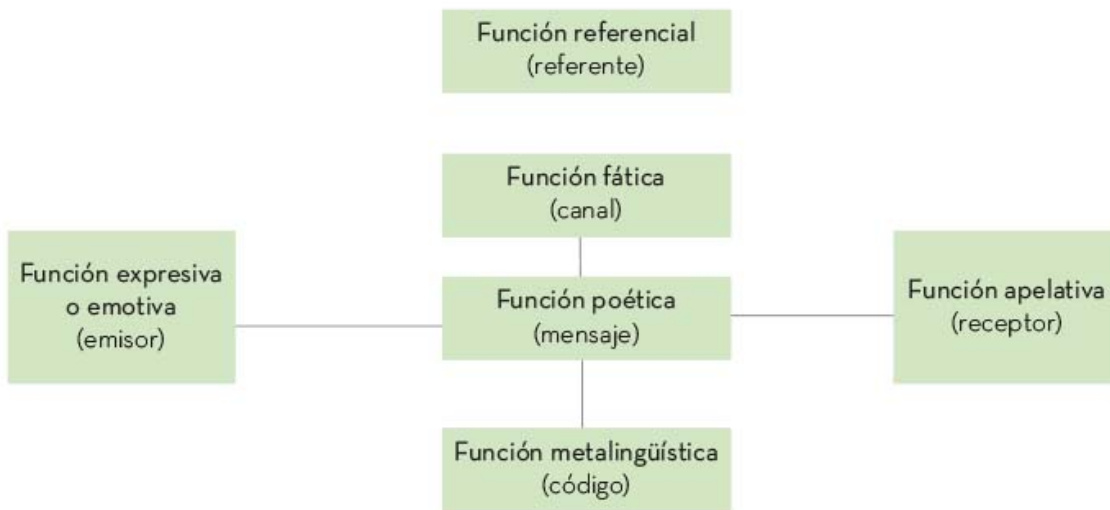 Función referencial
(referente)
Función fática
(canal)
Función expresiva
o emotiva
(emisor)
Función poética
(mensaje)
Función apelativa
(receptor)
Función metalingüística
(código)